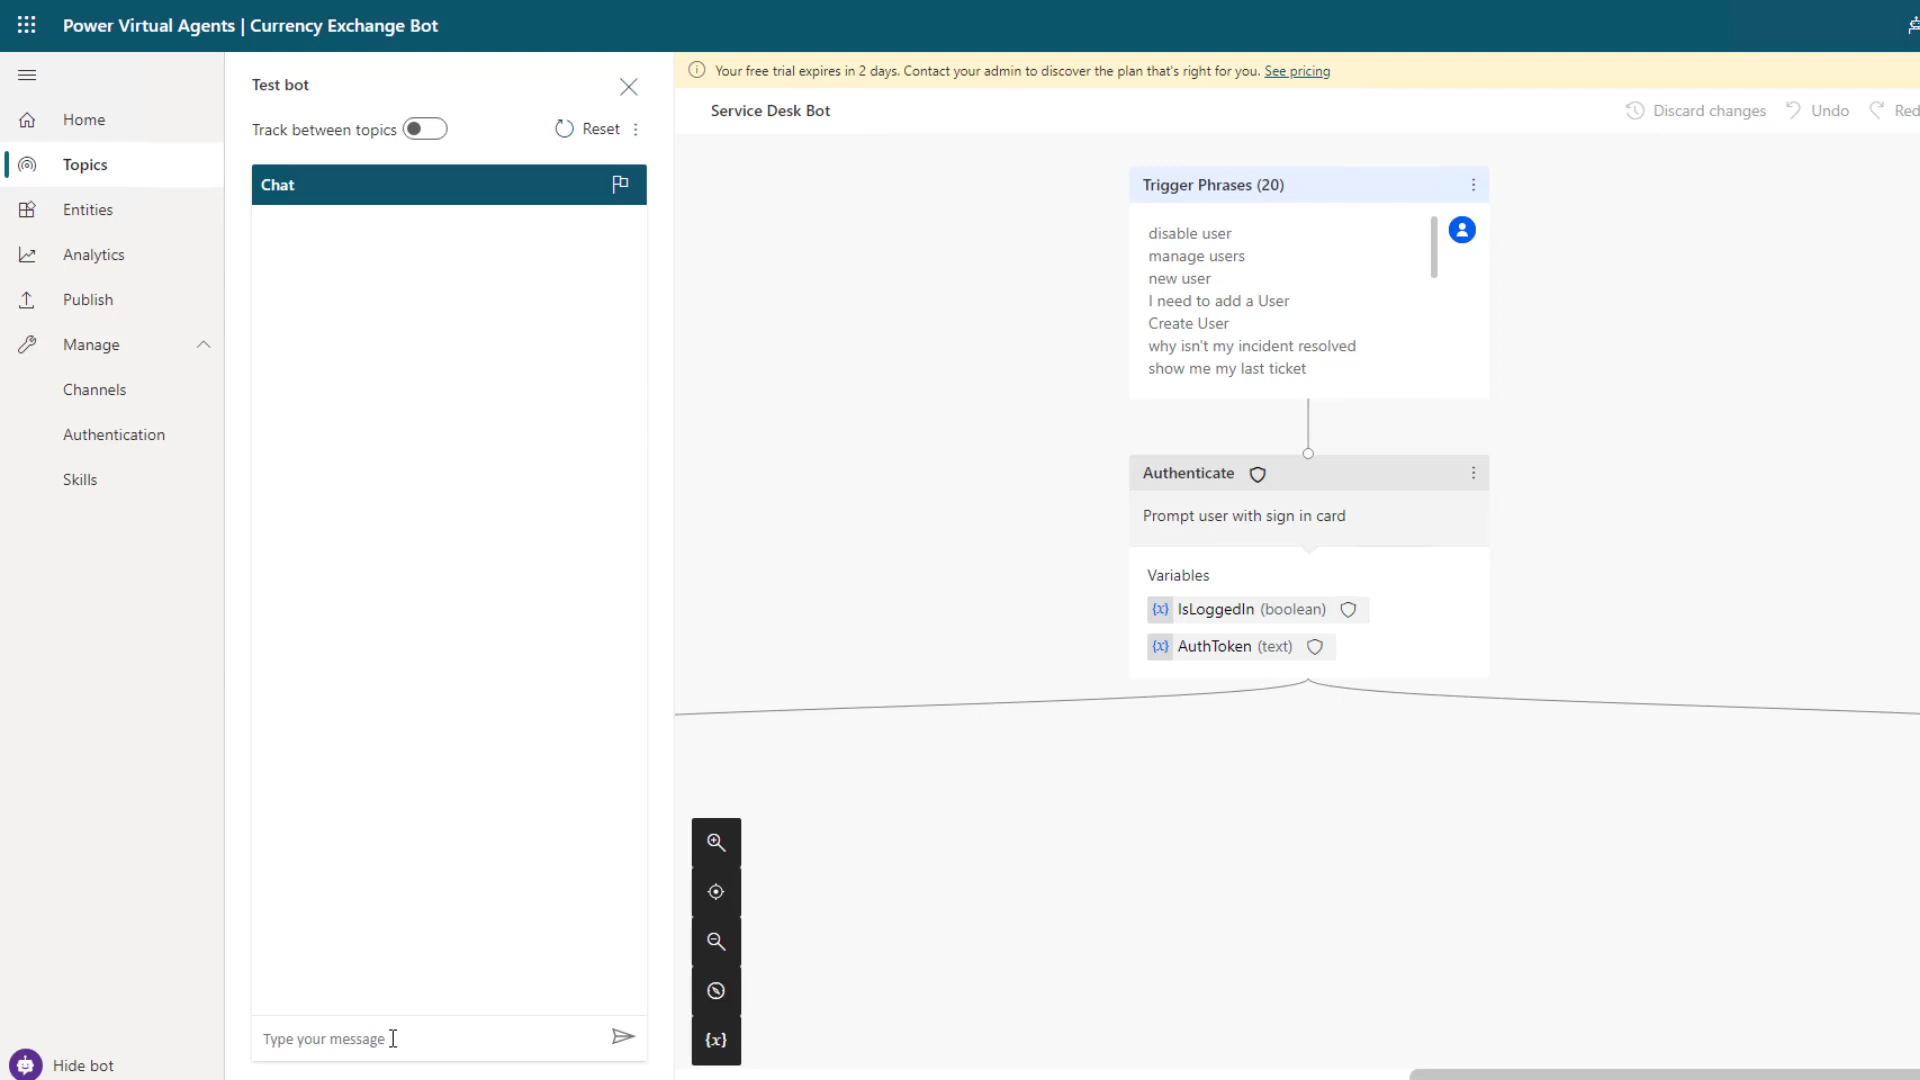 Power Virtual Agents | Currency Exchange Bot
Home
Topics
Entities
Analytics
Publish
Manage
Channels
Authentication
Skills
Hide bot
Test bot
Track between topics
Reset
Chat
Type your message
Your free trial expires in 2 days. Contact your admin to discover the plan that's right for you. See pricing
Service Desk Bot
Discard changes
Undo
Red
Trigger Phrases (20)
disable user
manage users
new user
I need to add a User
Create User
why isn't my incident resolved
show me my last ticket
Authenticate
Prompt user with sign in card
Variables
{x} IsLoggedIn (boolean)
{x} AuthToken (text)
{x}